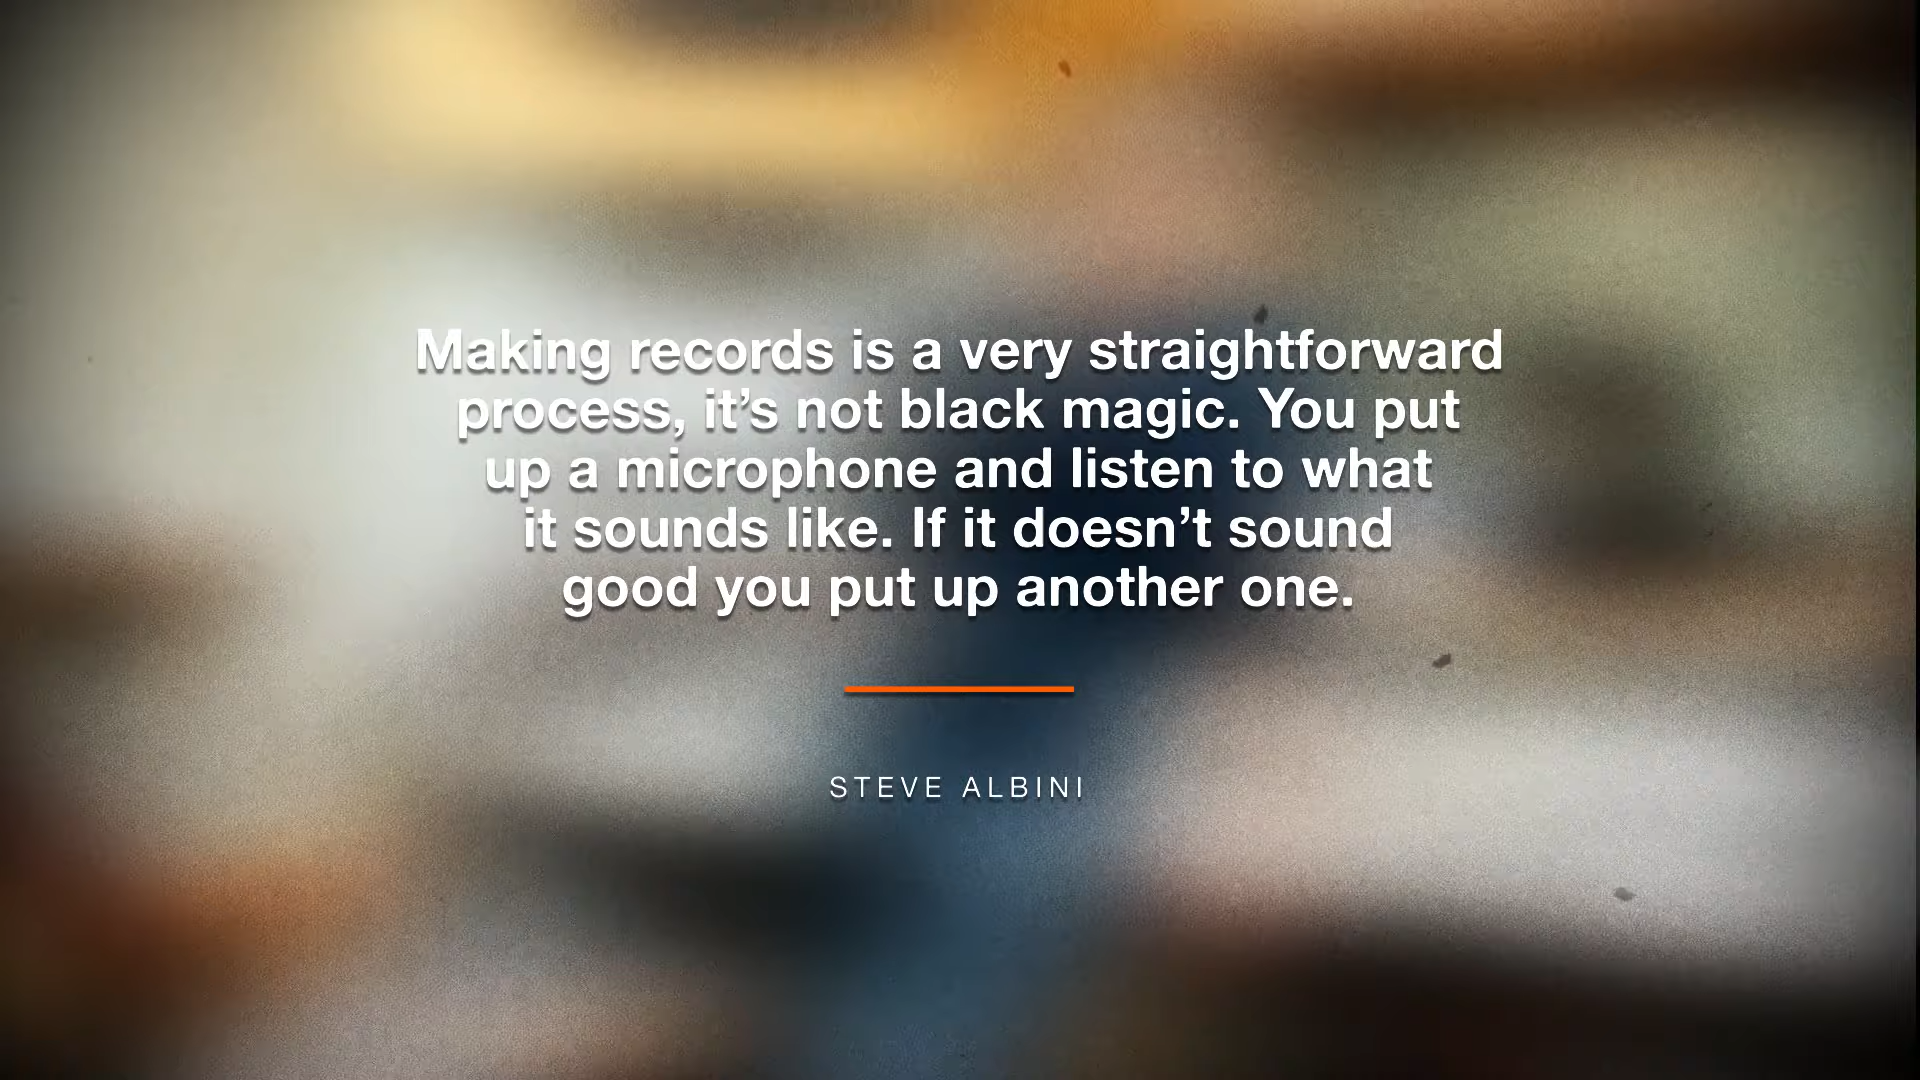 Making records is a very straightforward
process, it’s not black magic. You put
up a microphone and listen to what
it sounds like. If it doesn’t sound
good you put up another one.
STEVE ALBINI